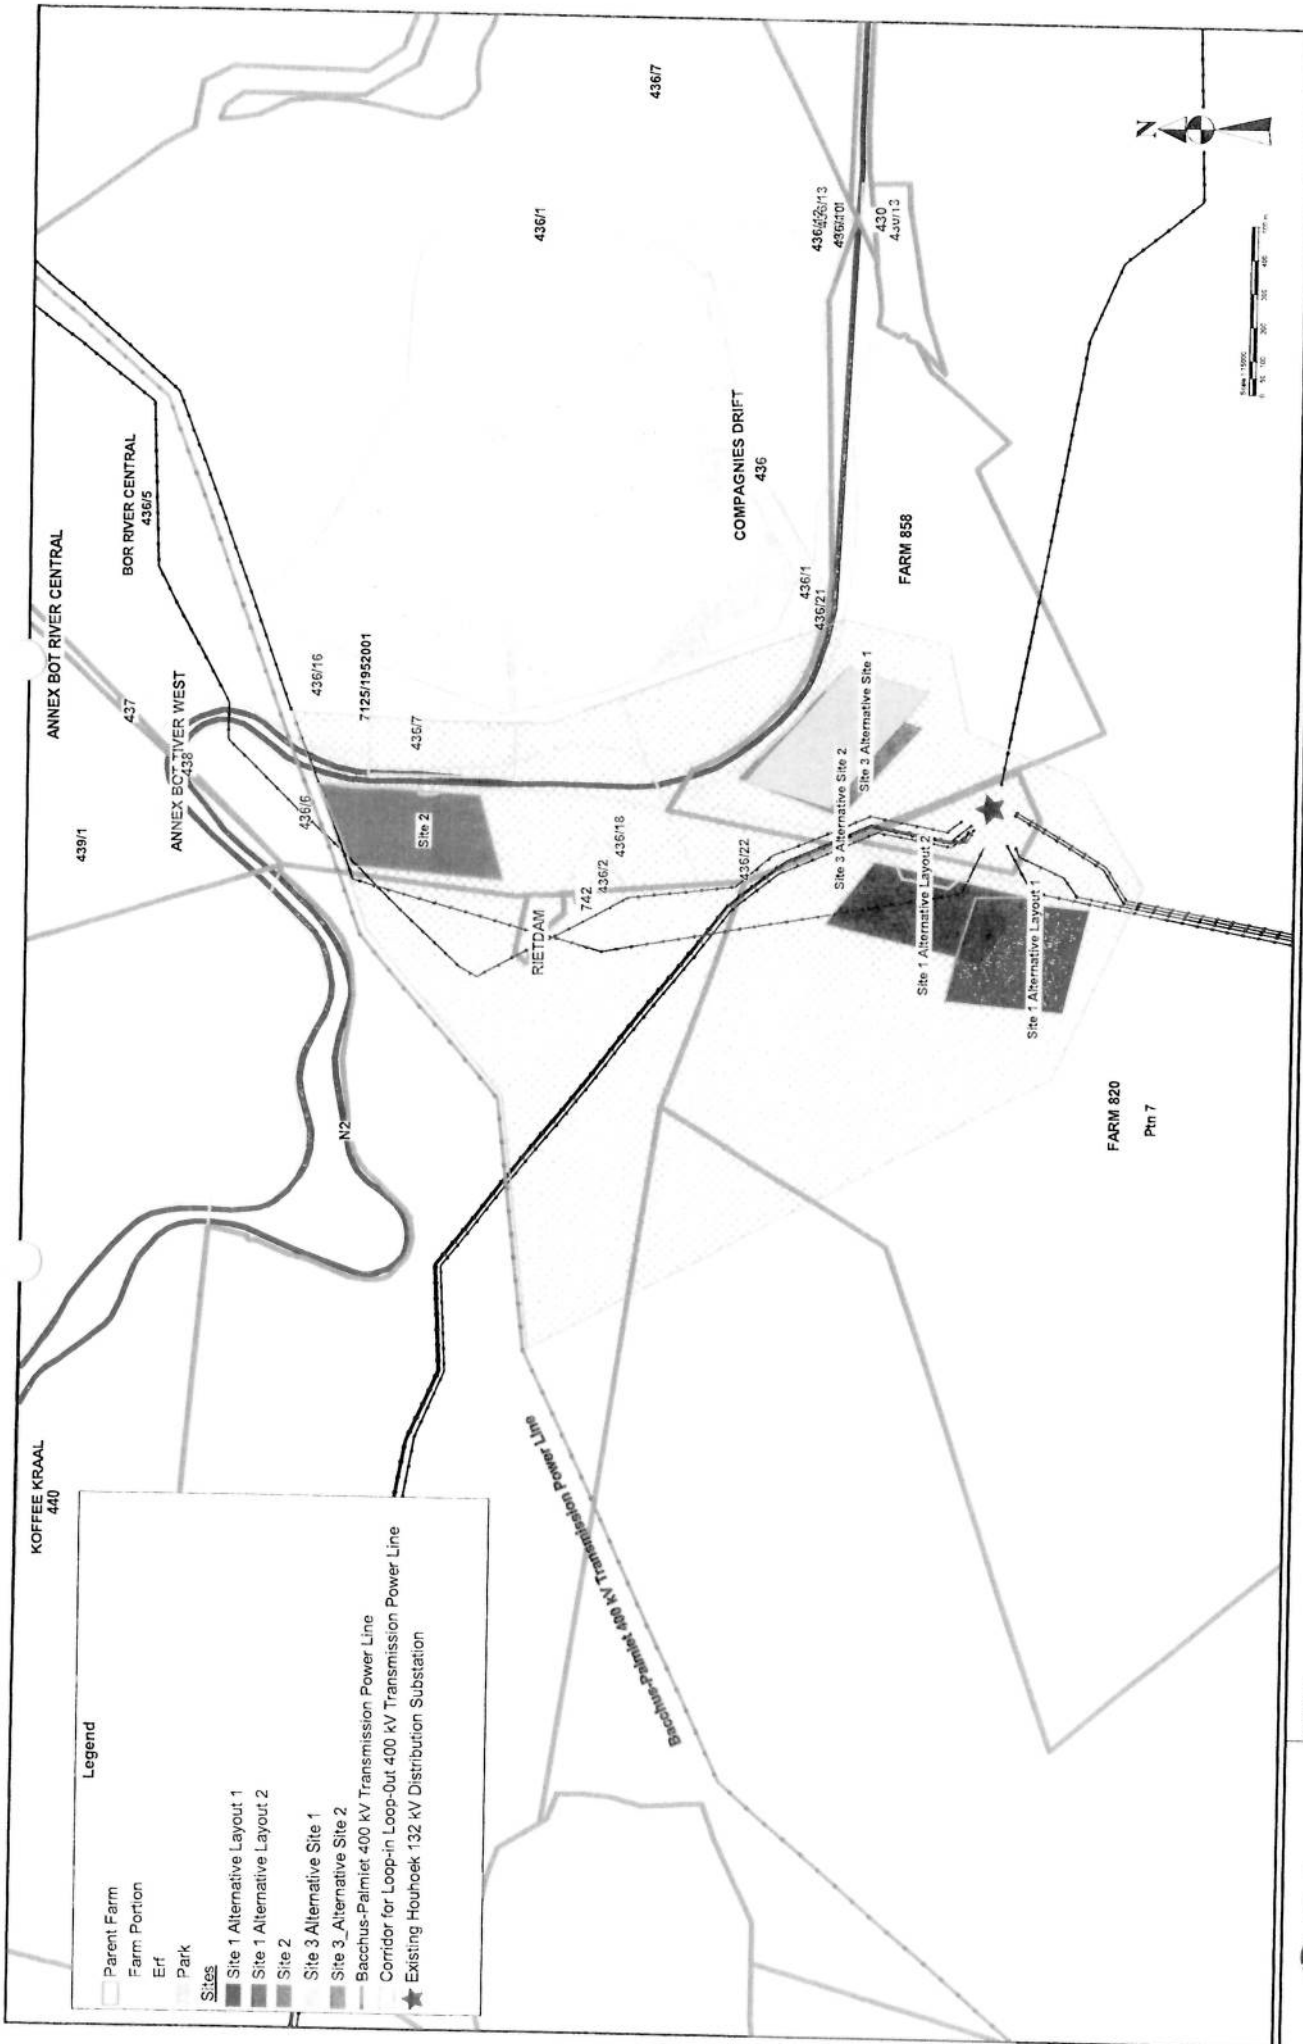 KOFFEE KRAAL
440
ANNEX BOT RIVER CENTRAL
437
439/1
ANNEX BOT RIVER WEST
438
BOR RIVER CENTRAL
436/5
N2
436/6
436/16
7125/1952001
436/7
Site 2
436/1
436/7
RIETDAM
742
436/2
436/18
436/22
COMPAGNIES DRIFT
436
436/1
436/21
436/13
430
FARM 858
Site 3 Alternative Site 2
Site 3 Alternative Site 1
Site 1 Alternative Layout 2
Site 1 Alternative Layout 1
FARM 820
Ptn 7
Bacchus-Palmiet 400 kV Transmission Power Line
N
Legend
Parent Farm
Farm Portion
Erf
Park
Sites
Site 1 Alternative Layout 1
Site 1 Alternative Layout 2
Site 2
Site 3 Alternative Site 1
Site 3_Alternative Site 2
Bacchus-Palmiet 400 kV Transmission Power Line
Corridor for Loop-in Loop-Out 400 kV Transmission Power Line
Existing Houhoek 132 kV Distribution Substation